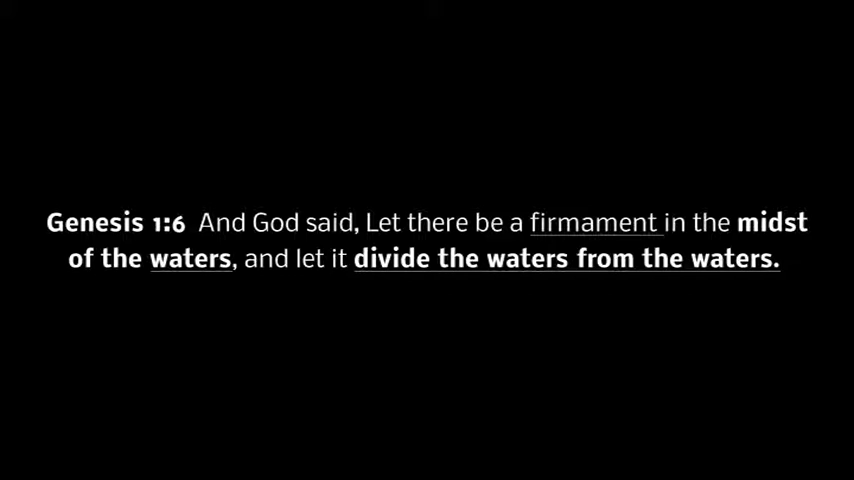 Genesis 1:6 And God said, Let there be a firmament in the midst
of the waters, and let it divide the waters from the waters.